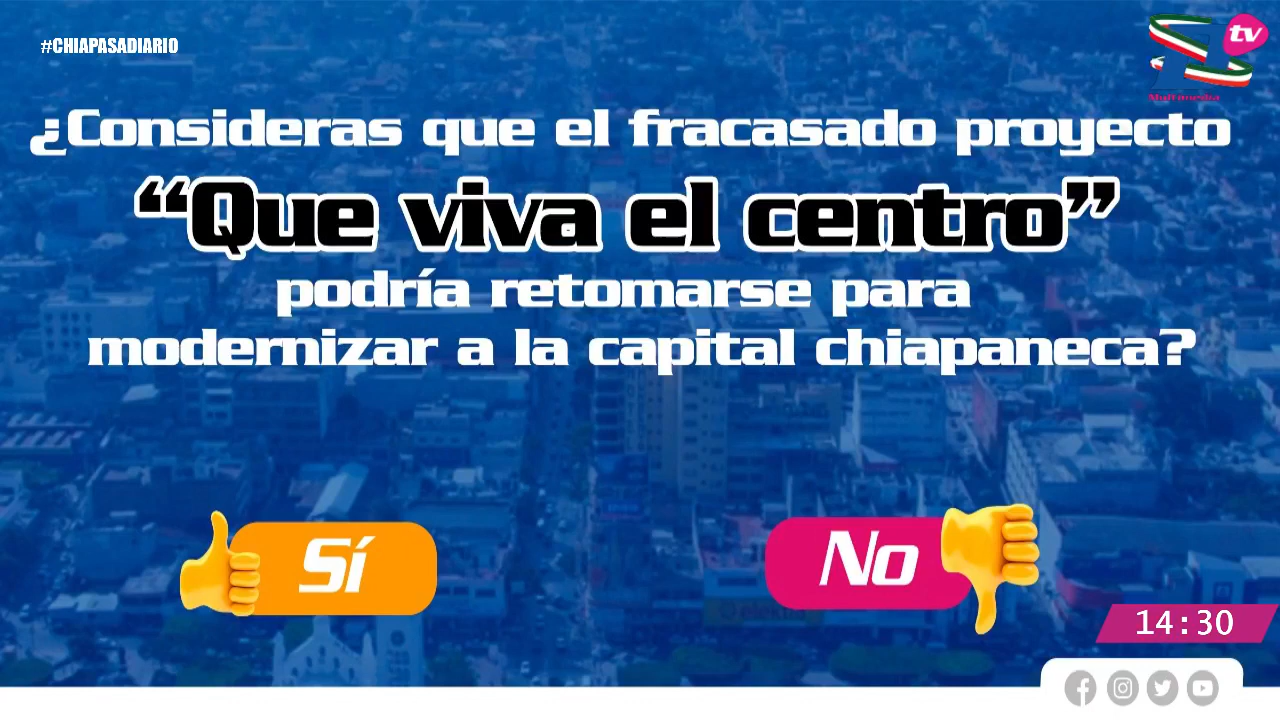 #CHIAPASADIARIO
tv
Multimedia
¿Consideras que el fracasado proyecto
“Que viva el centro”
podría retomarse para
modernizar a la capital chiapaneca?
Sí
No
14:30